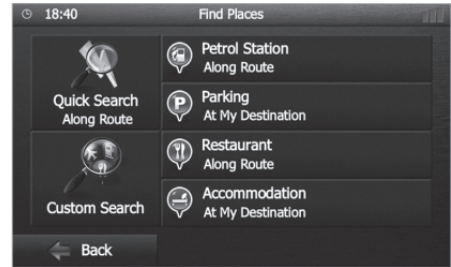 18:40 Find Places
Quick Search
Along Route
Custom Search
Petrol Station
Along Route
P Parking
At My Destination
Restaurant
Along Route
Accommodation
At My Destination
Back